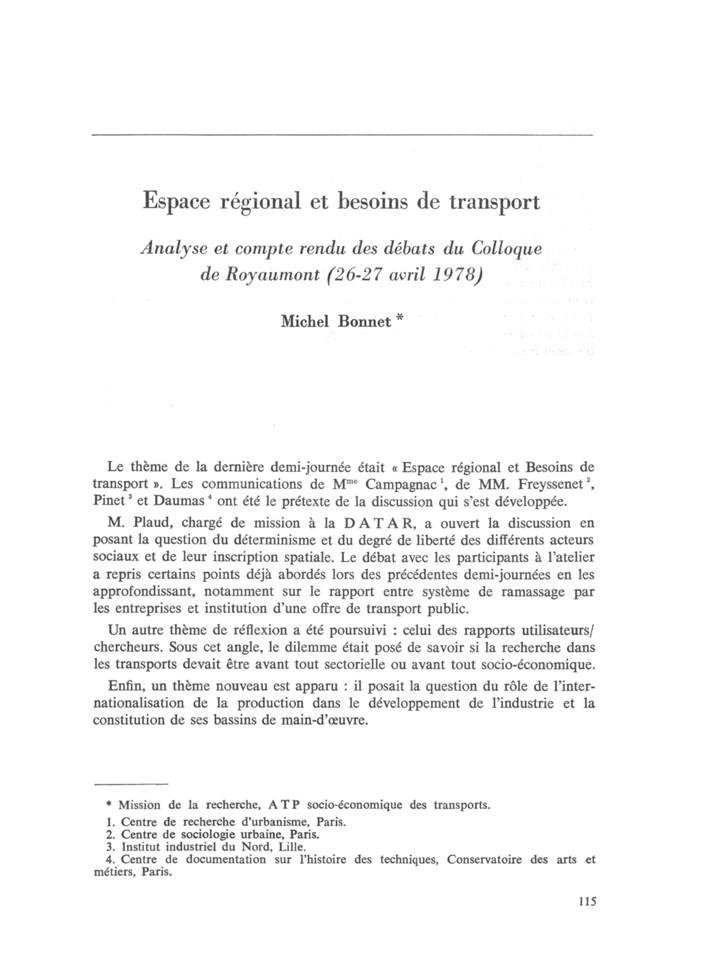 Espace régional et besoins de transport
Analyse et compte rendu des débats du Colloque
de Royaumont (26-27 avril 1978)
Michel Bonnet *
Le thème de la dernière demi-journée était « Espace régional et Besoins de
transport ». Les communications de Mᵐᵉ Campagnac ¹, de MM. Freyssenet ²,
Pinet ³ et Daumas ⁴ ont été le prétexte de la discussion qui s'est développée.
M. Plaud, chargé de mission à la DATAR, a ouvert la discussion en
posant la question du déterminisme et du degré de liberté des différents acteurs
sociaux et de leur inscription spatiale. Le débat avec les participants à l'atelier
a repris certains points déjà abordés lors des précédentes demi-journées en les
approfondissant, notamment sur le rapport entre système de ramassage par
les entreprises et institution d'une offre de transport public.
Un autre thème de réflexion a été poursuivi : celui des rapports utilisateurs/
chercheurs. Sous cet angle, le dilemme était posé de savoir si la recherche dans
les transports devait être avant tout sectorielle ou avant tout socio-économique.
Enfin, un thème nouveau est apparu : il posait la question du rôle de l'inter-
nationalisation de la production dans le développement de l'industrie et la
constitution de ses bassins de main-d'œuvre.
* Mission de la recherche, ATP socio-économique des transports.
1. Centre de recherche d'urbanisme, Paris.
2. Centre de sociologie urbaine, Paris.
3. Institut industriel du Nord, Lille.
4. Centre de documentation sur l'histoire des techniques, Conservatoire des arts et
métiers, Paris.
115